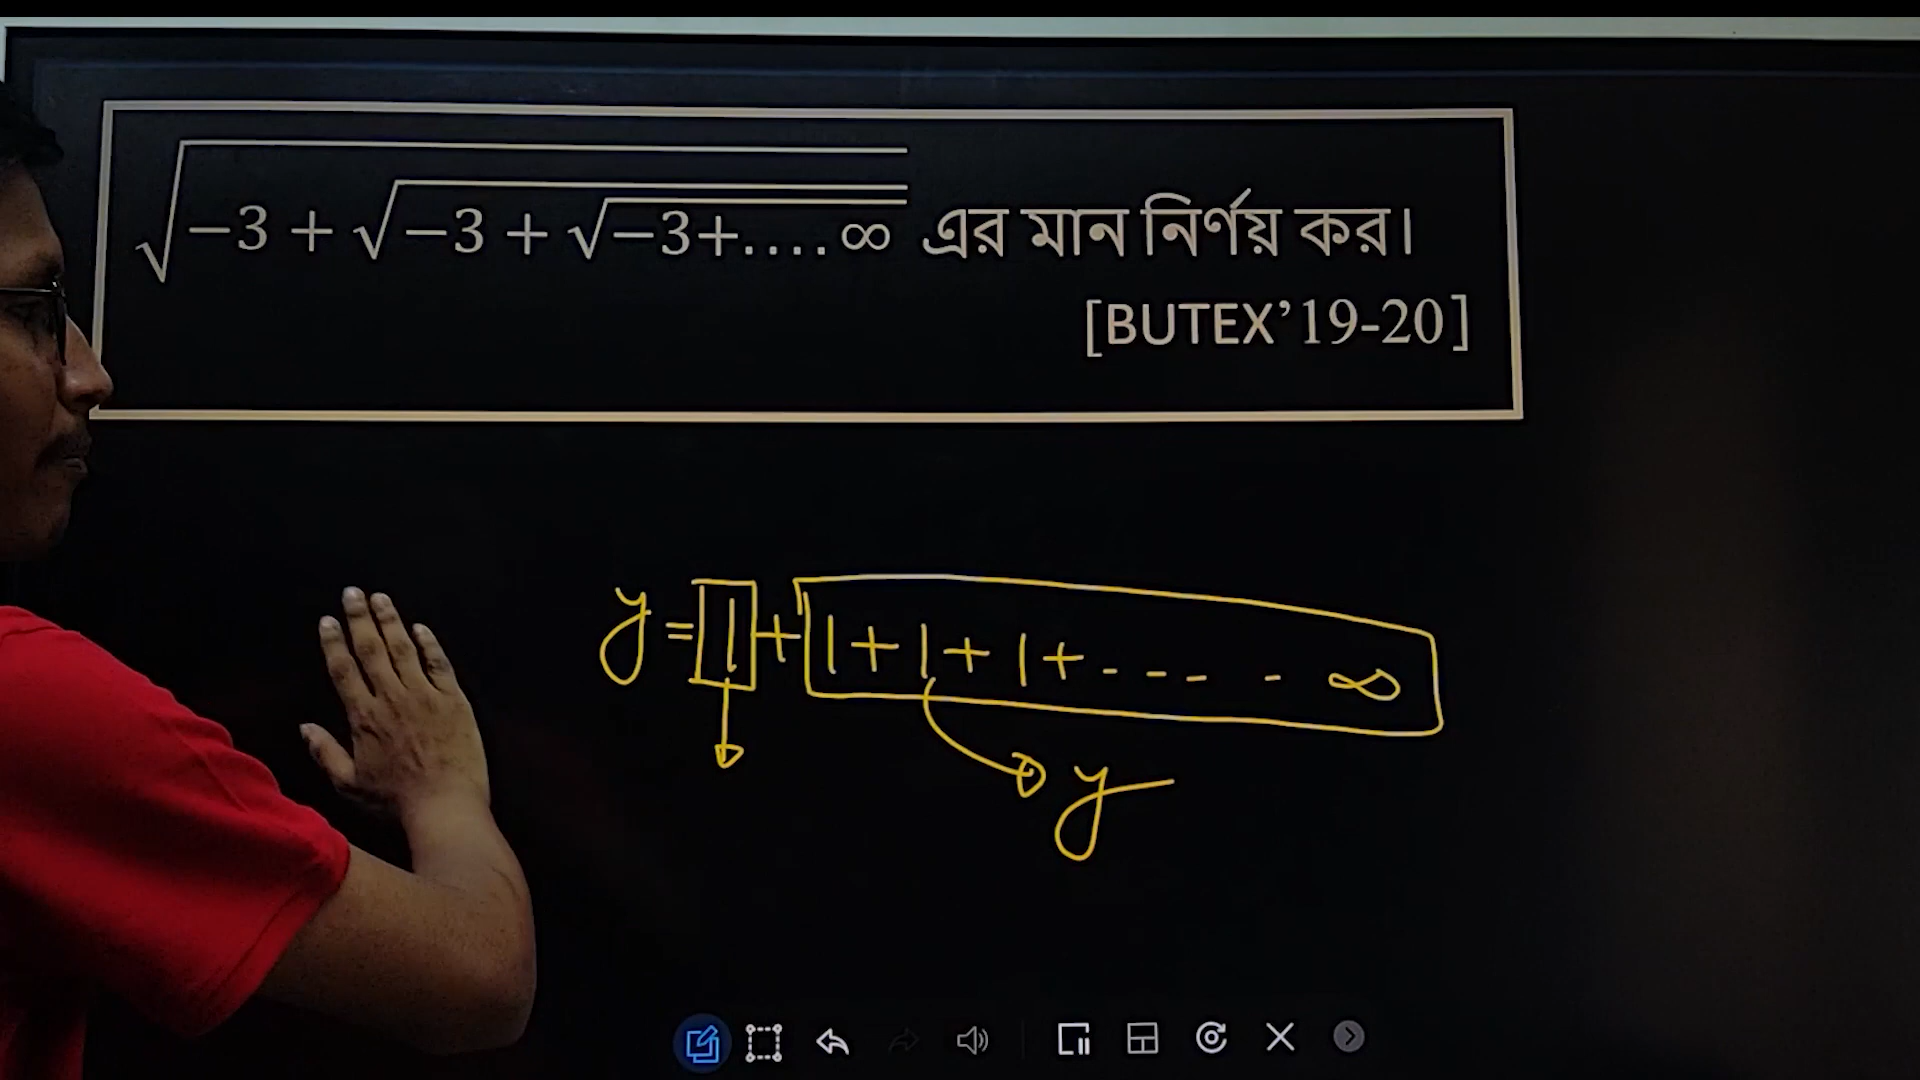 √(−3 + √(−3 + √(−3+.... ∞))) এর মান নির্ণয় কর।
[BUTEX’19-20]
y = 1 + 1 + 1 + 1 + - - - - ∞
y